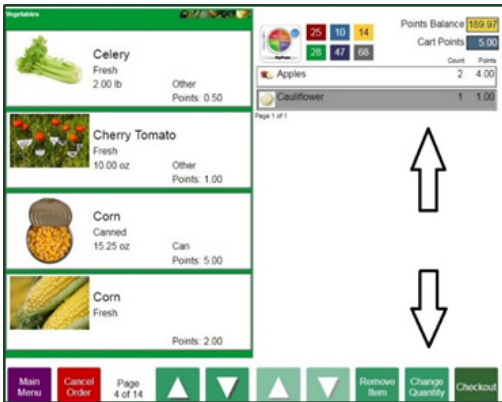 Vegetables
Celery
Fresh
2.00 lb
Other
Points: 0.50
Cherry Tomato
Fresh
10.00 oz
Other
Points: 1.00
Corn
Canned
15.25 oz
Can
Points: 5.00
Corn
Fresh
Points: 2.00
25 10 14
28 47 68
Points Balance 189.97
Cart Points 5.00
Count Points
Apples 2 4.00
Cauliflower 1 1.00
Page 1 of 1
Main
Menu
Cancel
Order
Page
4 of 14
Remove
Item
Change
Quantity
Checkout